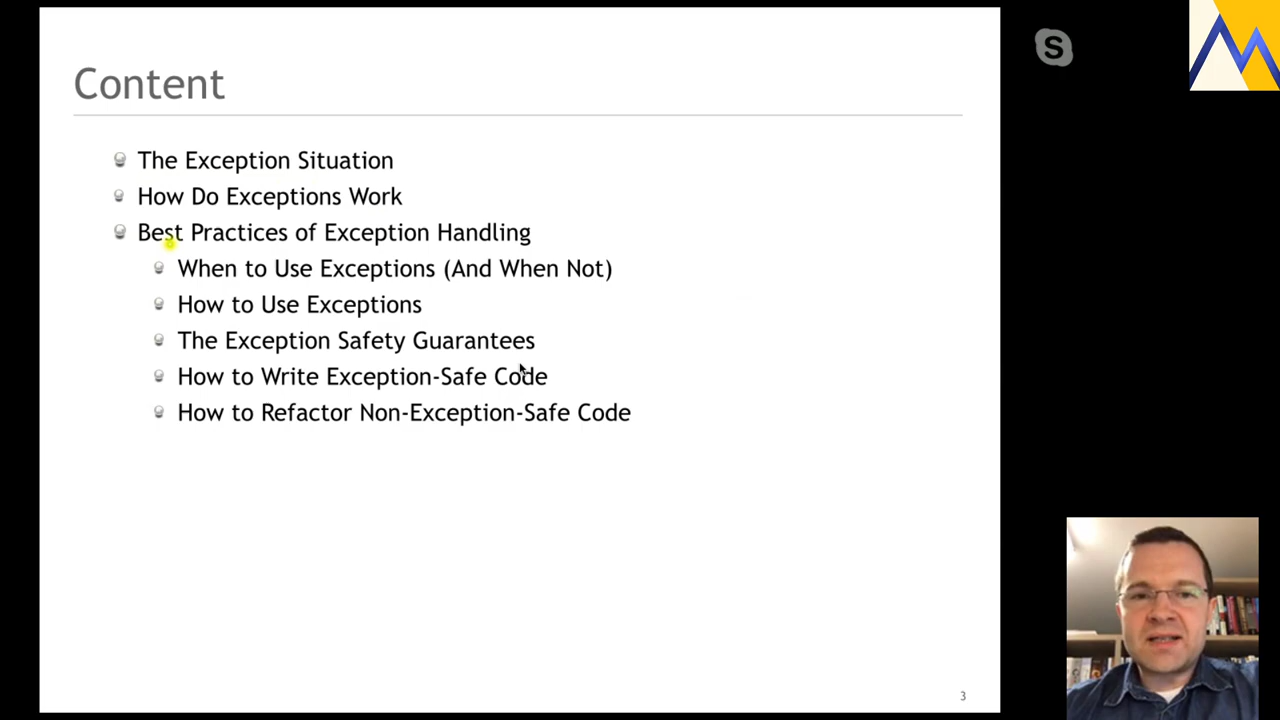 Content
The Exception Situation
How Do Exceptions Work
Best Practices of Exception Handling
When to Use Exceptions (And When Not)
How to Use Exceptions
The Exception Safety Guarantees
How to Write Exception-Safe Code
How to Refactor Non-Exception-Safe Code
3
S